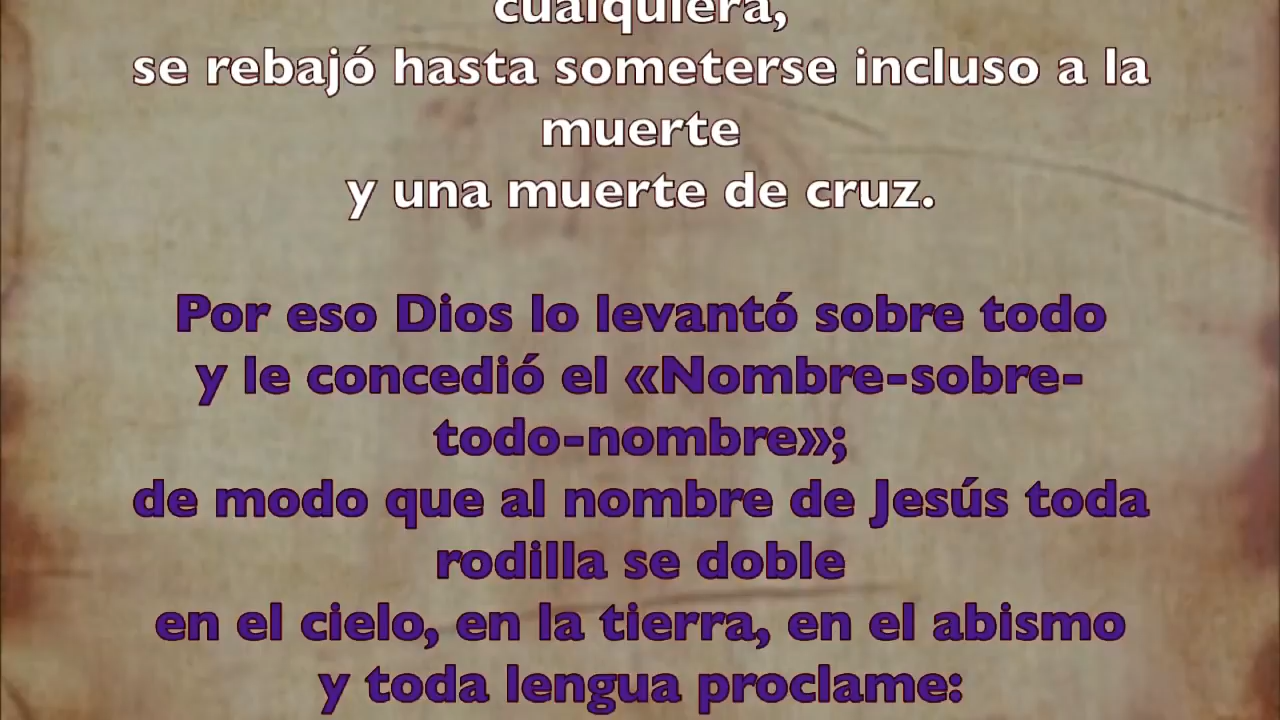 cualquiera,
se rebajó hasta someterse incluso a la
muerte
y una muerte de cruz.
Por eso Dios lo levantó sobre todo
y le concedió el «Nombre-sobre-
todo-nombre»;
de modo que al nombre de Jesús toda
rodilla se doble
en el cielo, en la tierra, en el abismo
y toda lengua proclame: